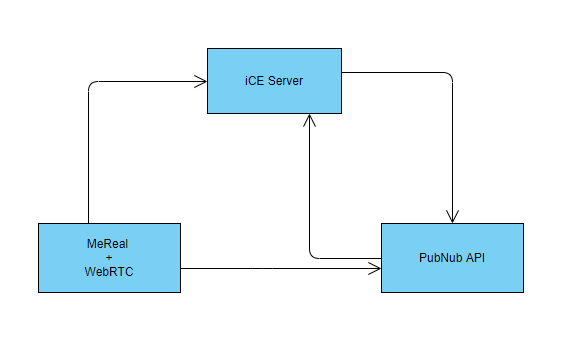 iCE Server
MeReal
+
WebRTC
PubNub API